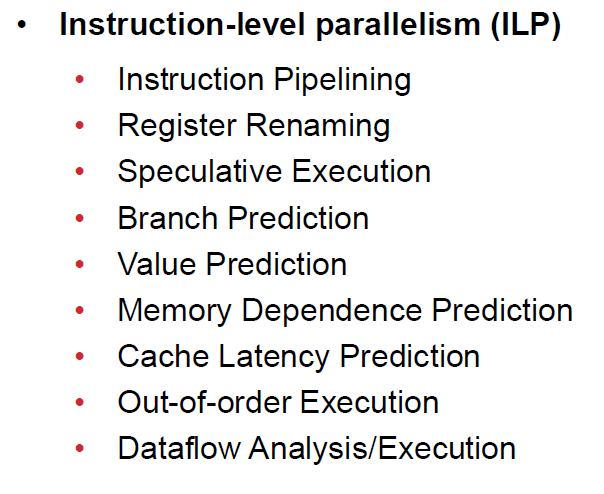 • Instruction-level parallelism (ILP)
• Instruction Pipelining
• Register Renaming
• Speculative Execution
• Branch Prediction
• Value Prediction
• Memory Dependence Prediction
• Cache Latency Prediction
• Out-of-order Execution
• Dataflow Analysis/Execution